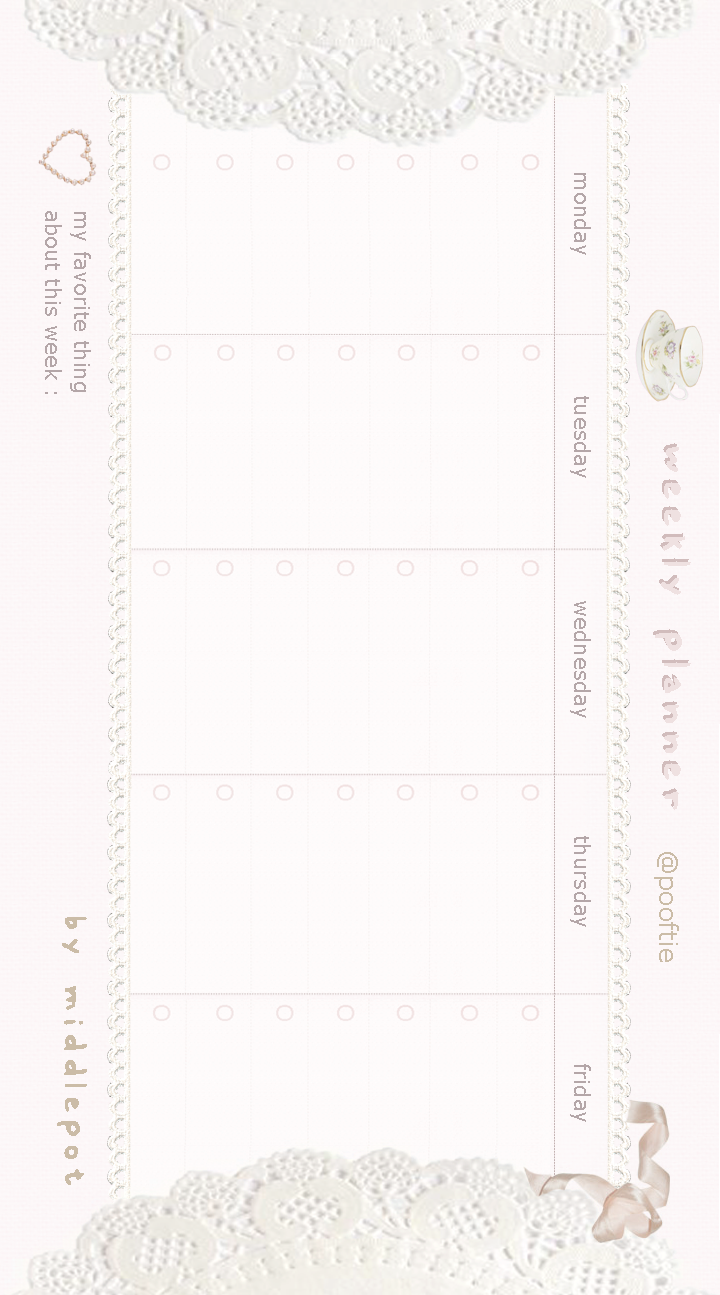 weekly planner
@pooftie
monday
tuesday
wednesday
thursday
friday
my favorite thing
about this week :
by middlepot